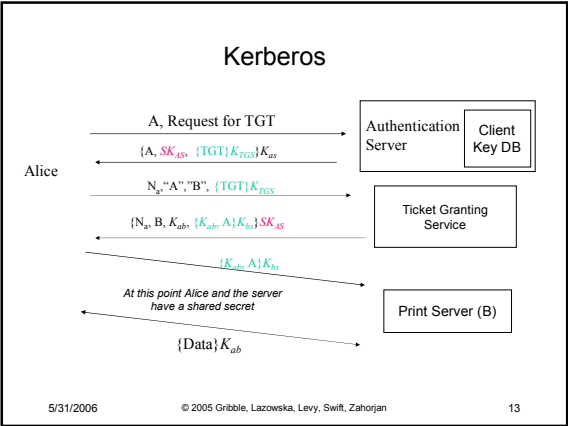 Kerberos
A, Request for TGT
Authentication
Server
Client
Key DB
{A, SK_AS, {TGT}K_TGS}K_as
Alice
N_a,“A”,”B”, {TGT}K_TGS
Ticket Granting
Service
{N_a, B, K_ab, {K_ab, A}K_bs}SK_AS
{K_ab, A}K_bs
At this point Alice and the server
have a shared secret
Print Server (B)
{Data}K_ab
5/31/2006
© 2005 Gribble, Lazowska, Levy, Swift, Zahorjan
13